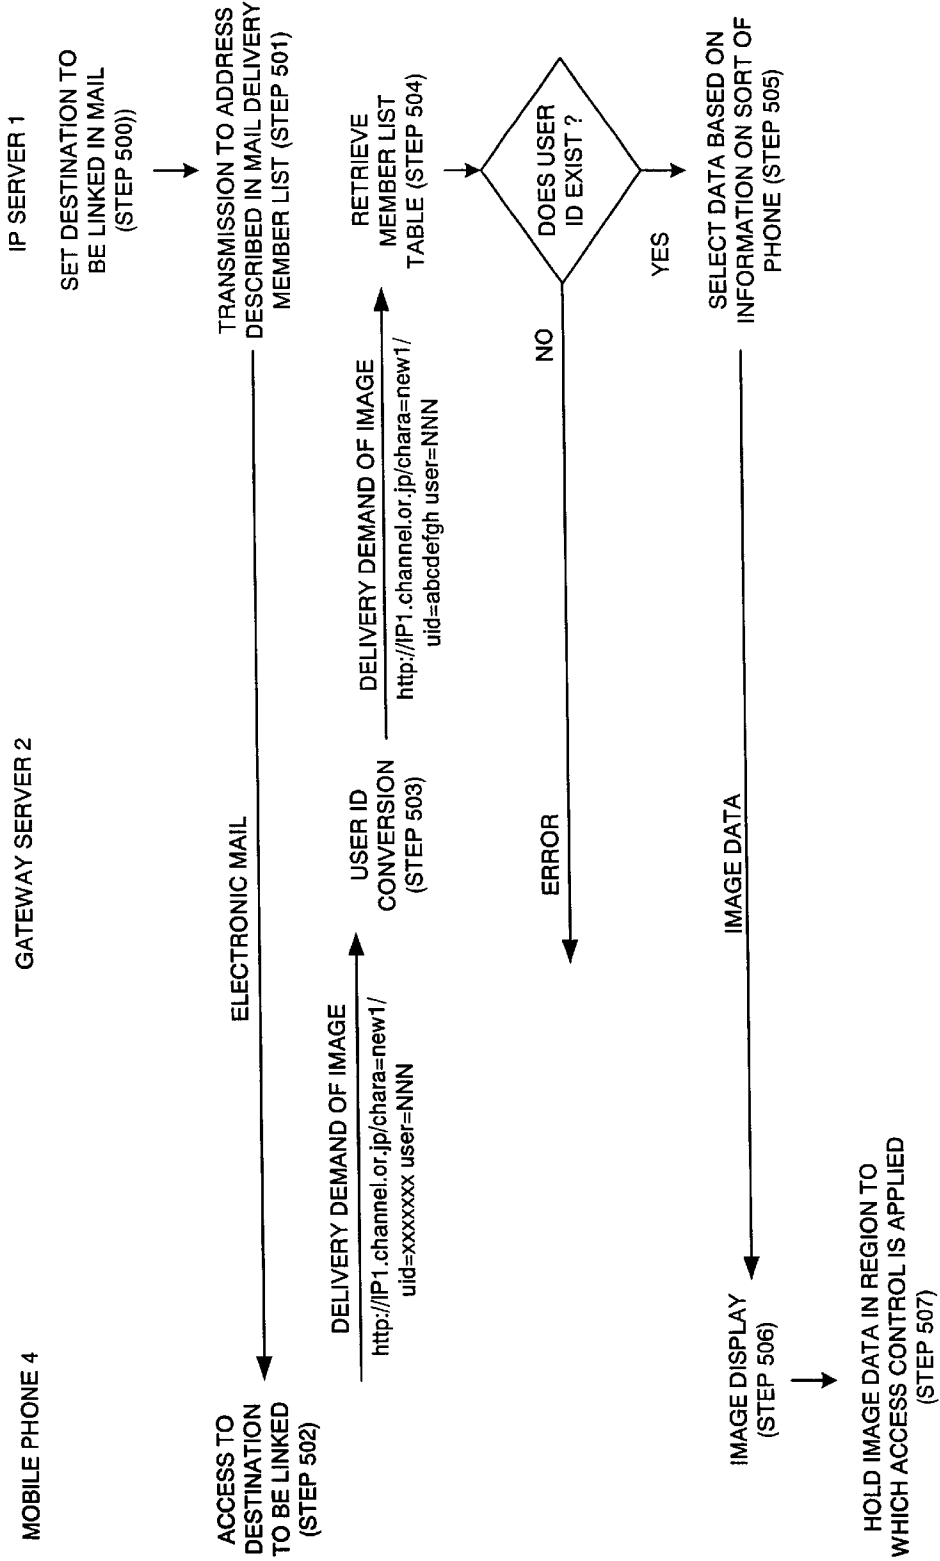 MOBILE PHONE 4
GATEWAY SERVER 2
IP SERVER 1
SET DESTINATION TO
BE LINKED IN MAIL
(STEP 500))
TRANSMISSION TO ADDRESS
DESCRIBED IN MAIL DELIVERY
MEMBER LIST (STEP 501)
ELECTRONIC MAIL
ACCESS TO
DESTINATION
TO BE LINKED
(STEP 502)
DELIVERY DEMAND OF IMAGE
http://IP1.channel.or.jp/chara=new1/
uid=xxxxxxx user=NNN
USER ID
CONVERSION
(STEP 503)
DELIVERY DEMAND OF IMAGE
http://IP1.channel.or.jp/chara=new1/
uid=abcdefgh user=NNN
RETRIEVE
MEMBER LIST
TABLE (STEP 504)
DOES USER
ID EXIST ?
NO
ERROR
YES
SELECT DATA BASED ON
INFORMATION ON SORT OF
PHONE (STEP 505)
IMAGE DATA
IMAGE DISPLAY
(STEP 506)
HOLD IMAGE DATA IN REGION TO
WHICH ACCESS CONTROL IS APPLIED
(STEP 507)